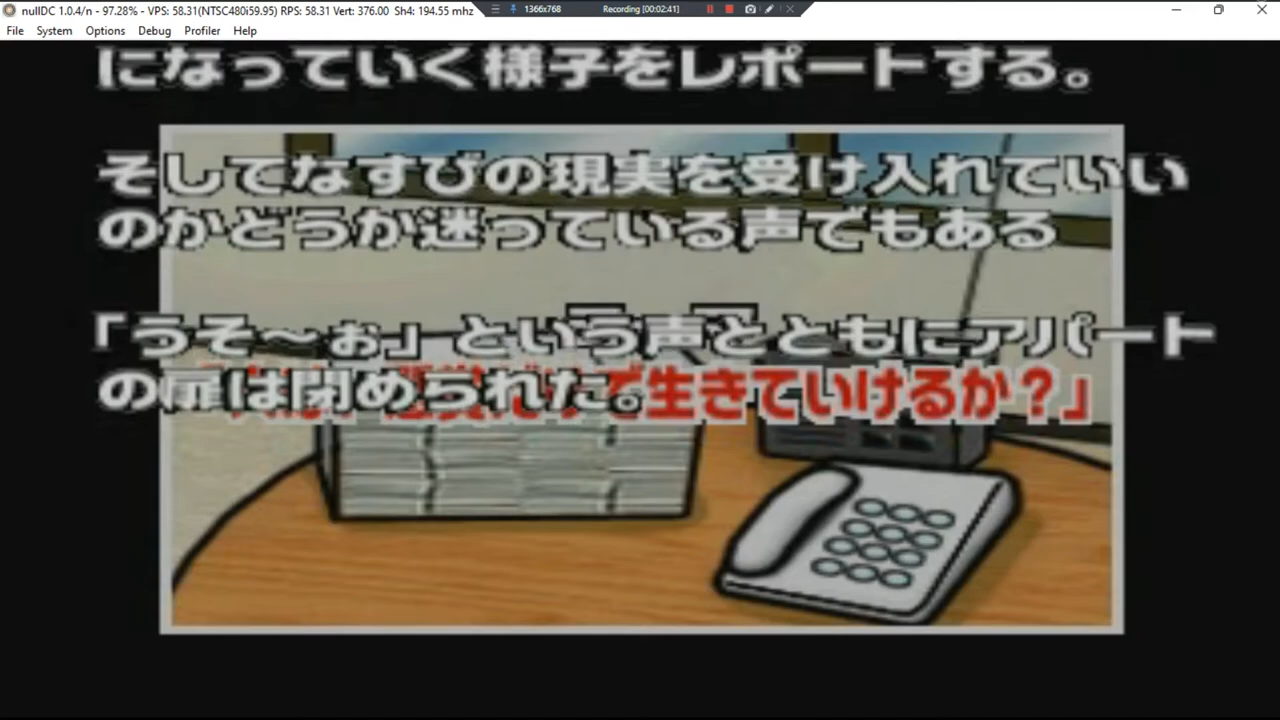 nullDC 1.0.4/n - 97.28% - VPS: 58.31(NTSC480i59.95) RPS: 58.31 Vert: 376.00 Sh4: 194.55 mhz
1366x768
Recording [00:02:41]
File System Options Debug Profiler Help
になっていく様子をレポートする。
そしてなすびの現実を受け入れていい
のかどうか迷っている声でもある
「うそ～ぉ」という声とともにアパート
の扉は閉められた。
で生きていけるか？」